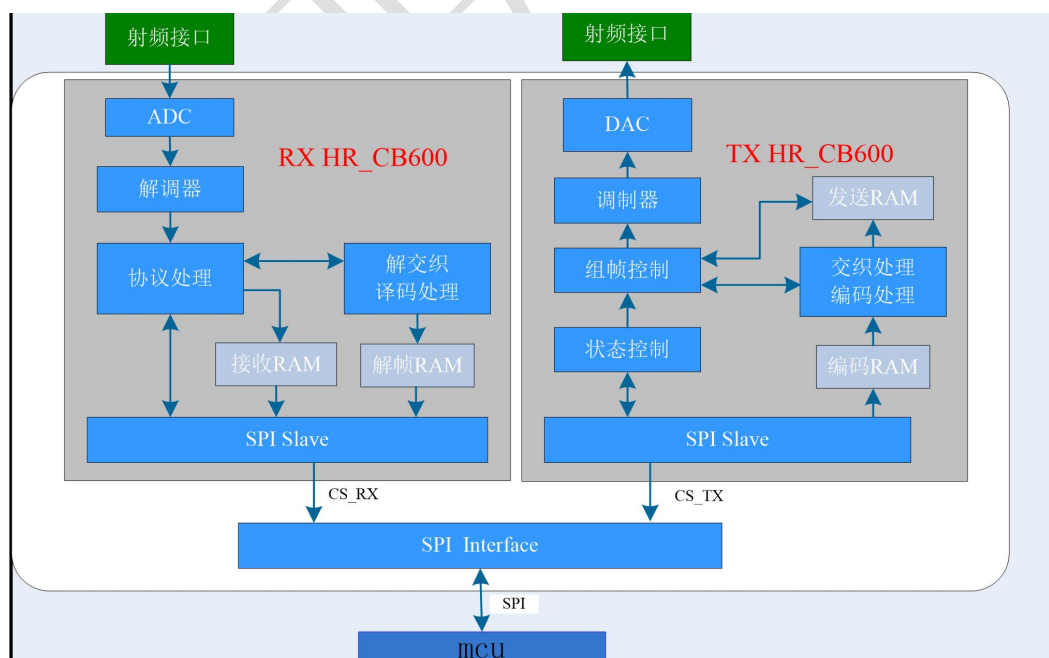 射频接口
射频接口
ADC
RX HR_CB600
解调器
协议处理
解交织
译码处理
接收RAM
解帧RAM
SPI Slave
CS_RX
DAC
TX HR_CB600
调制器
发送RAM
组帧控制
交织处理
编码处理
状态控制
编码RAM
SPI Slave
CS_TX
SPI Interface
SPI
mcu